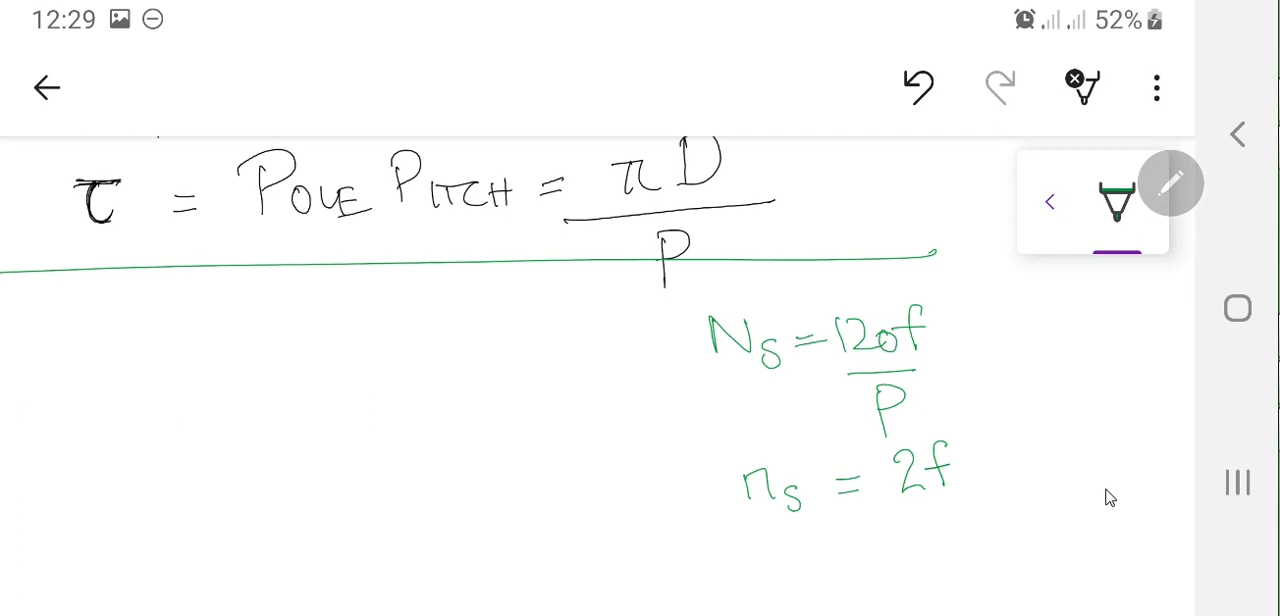 12:29 52%
τ = POLE PITCH = πD
P
Ns = 120f
P
ns = 2f